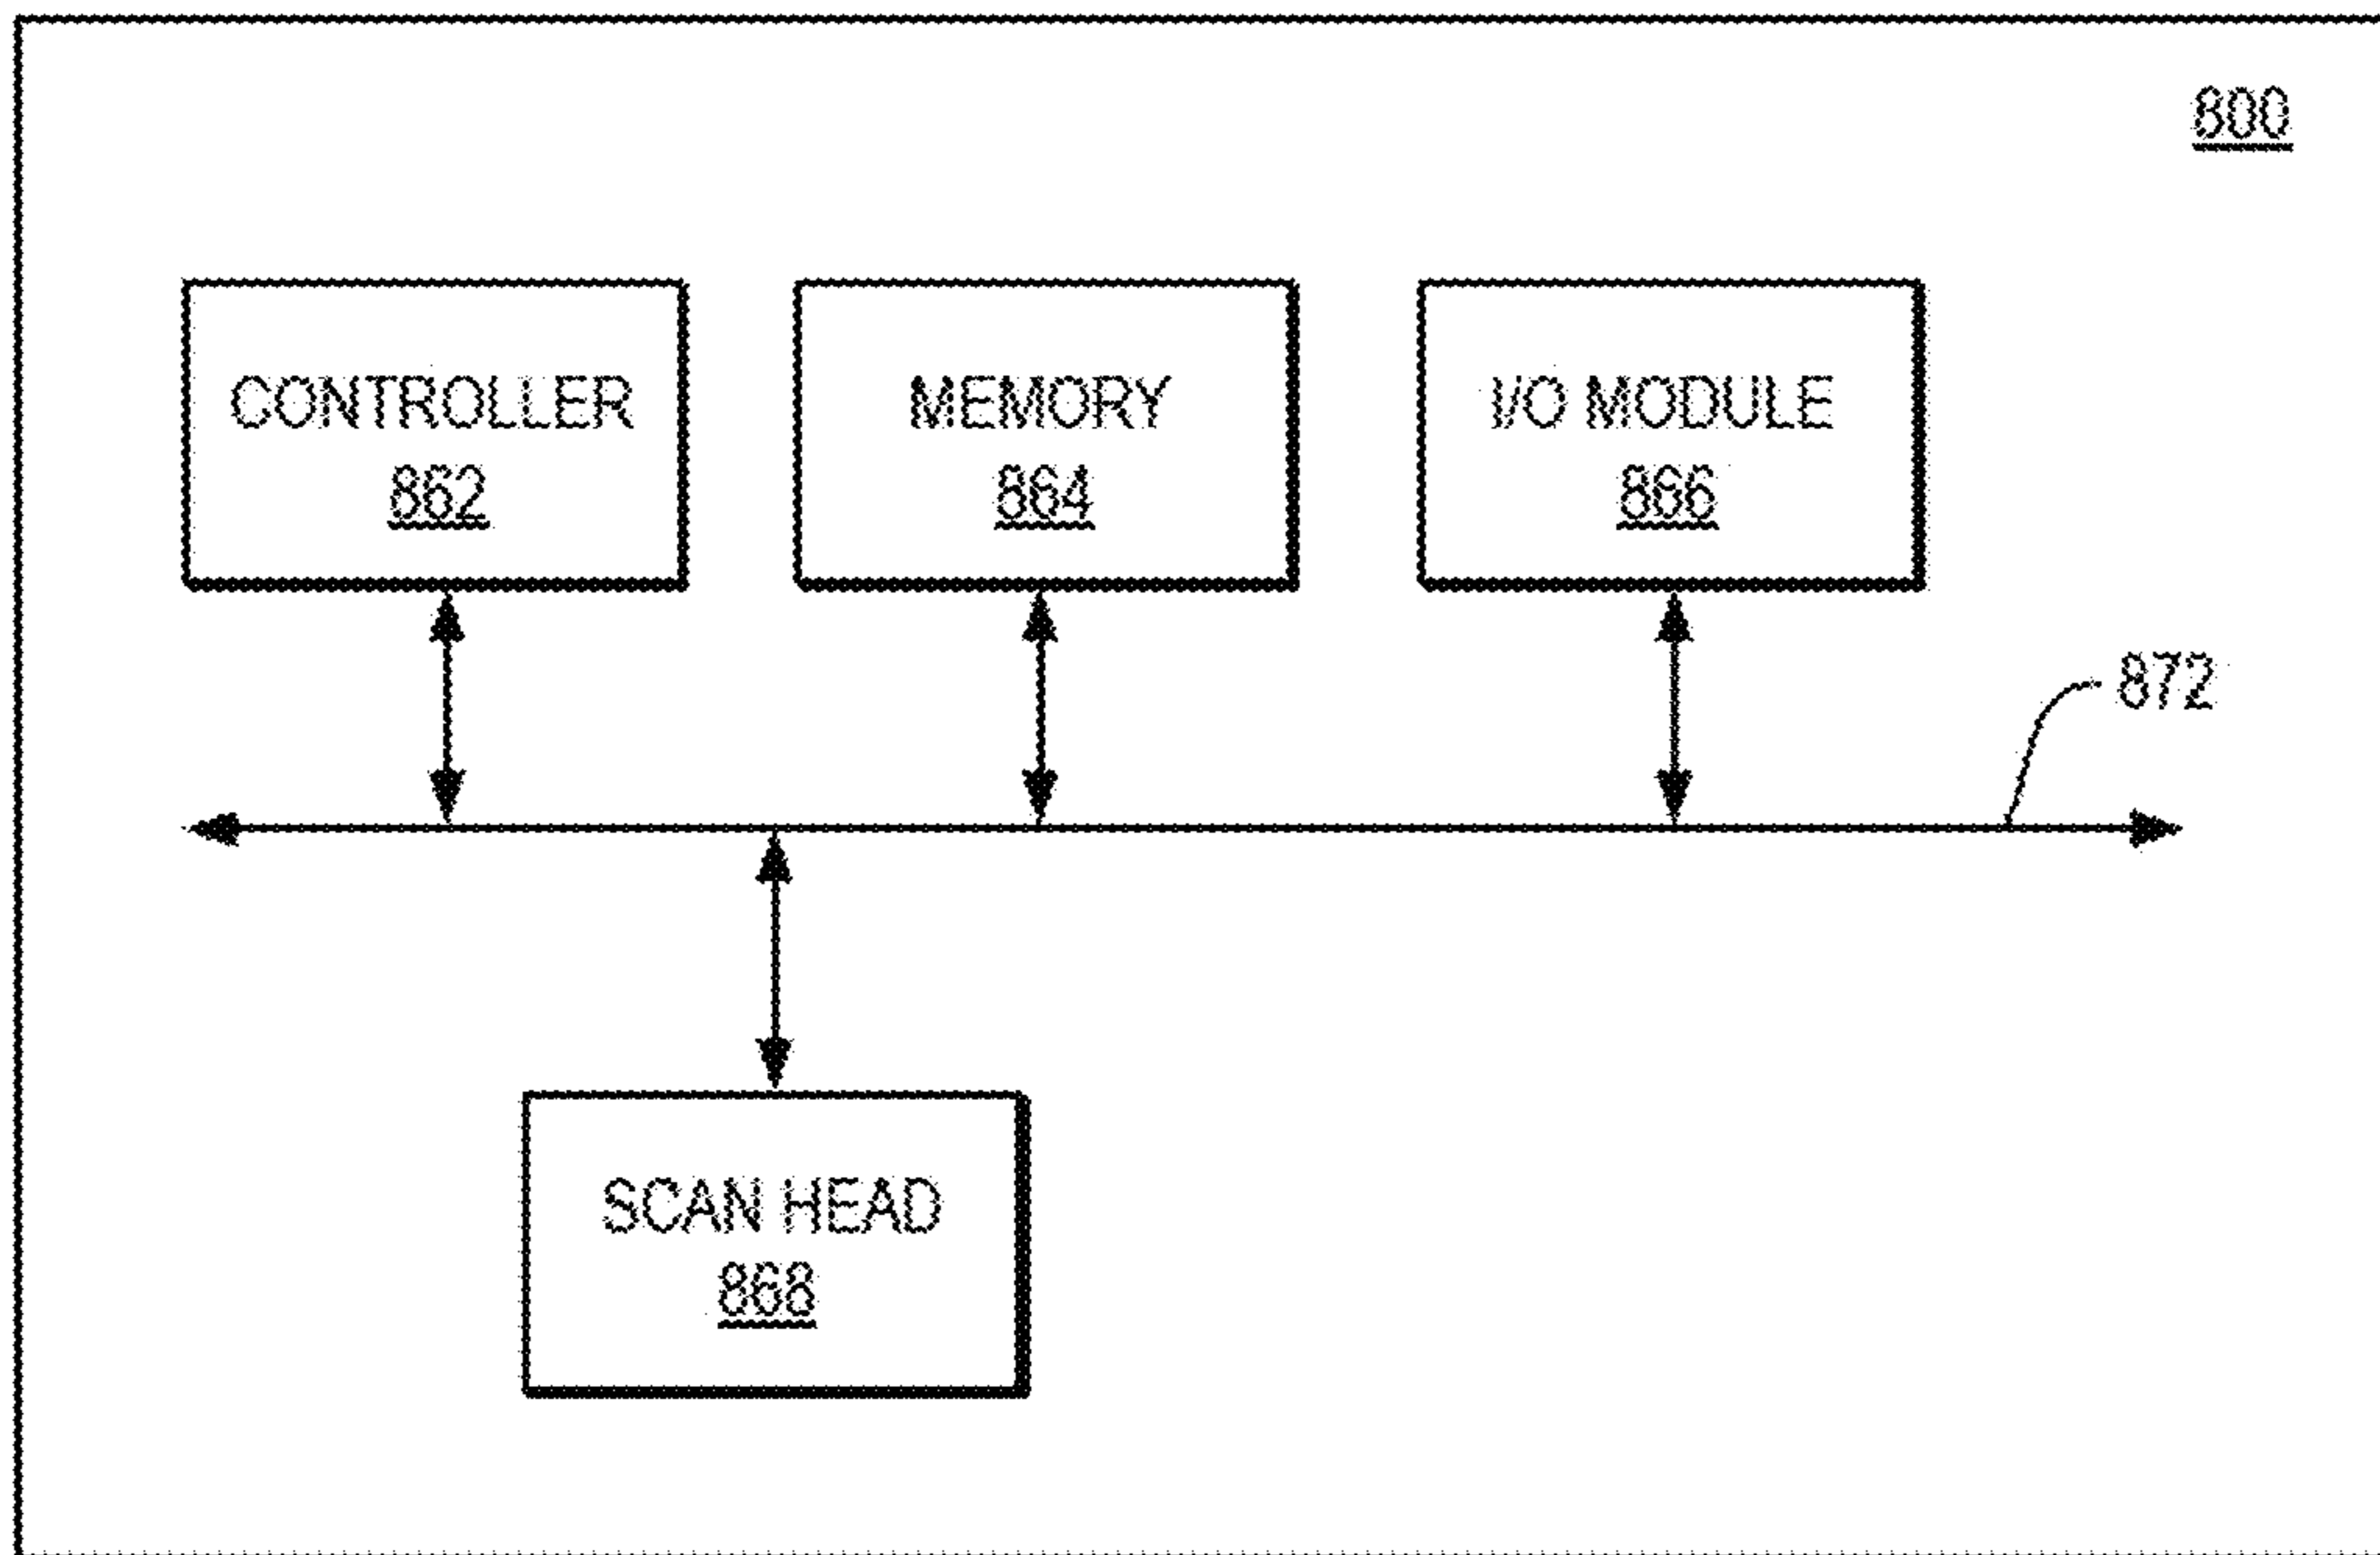 800
CONTROLLER
862
MEMORY
864
I/O MODULE
866
872
SCAN HEAD
868